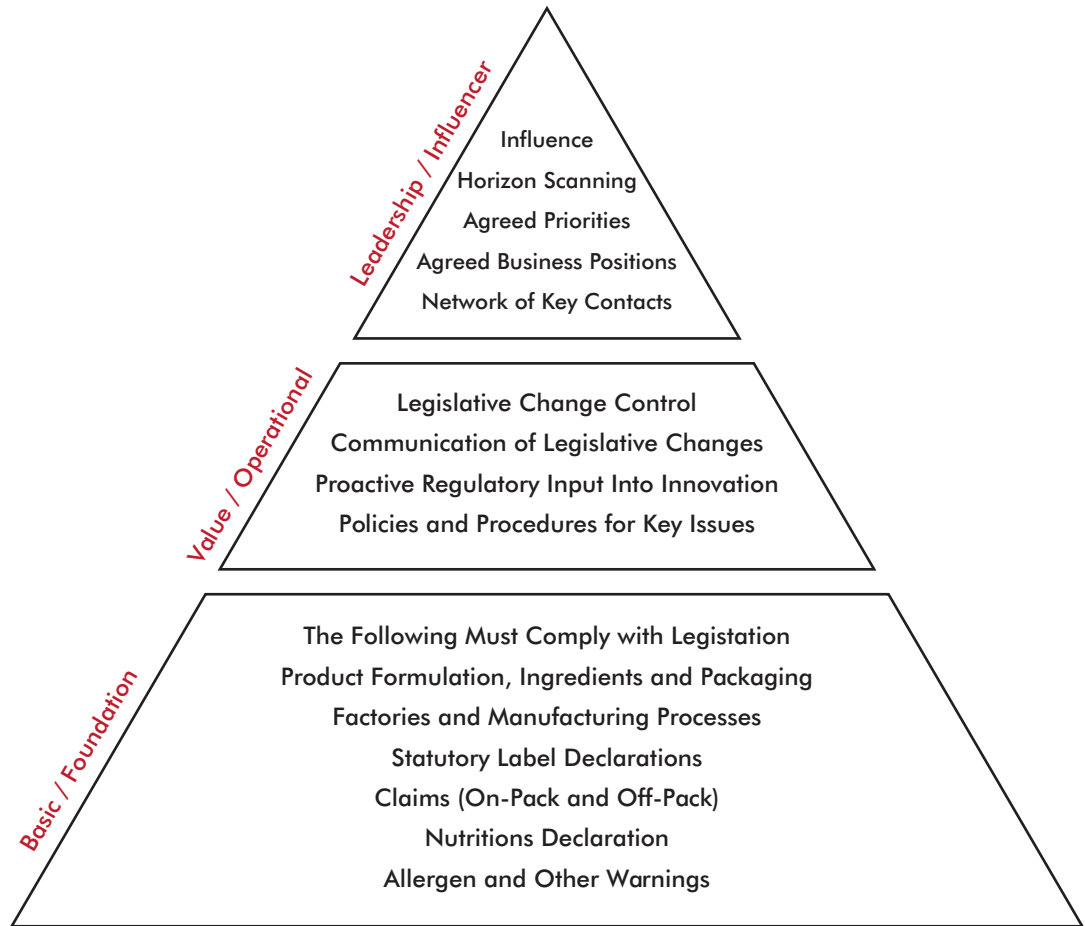 Leadership / Influencer
Influence
Horizon Scanning
Agreed Priorities
Agreed Business Positions
Network of Key Contacts
Value / Operational
Legislative Change Control
Communication of Legislative Changes
Proactive Regulatory Input Into Innovation
Policies and Procedures for Key Issues
Basic / Foundation
The Following Must Comply with Legistation
Product Formulation, Ingredients and Packaging
Factories and Manufacturing Processes
Statutory Label Declarations
Claims (On-Pack and Off-Pack)
Nutritions Declaration
Allergen and Other Warnings